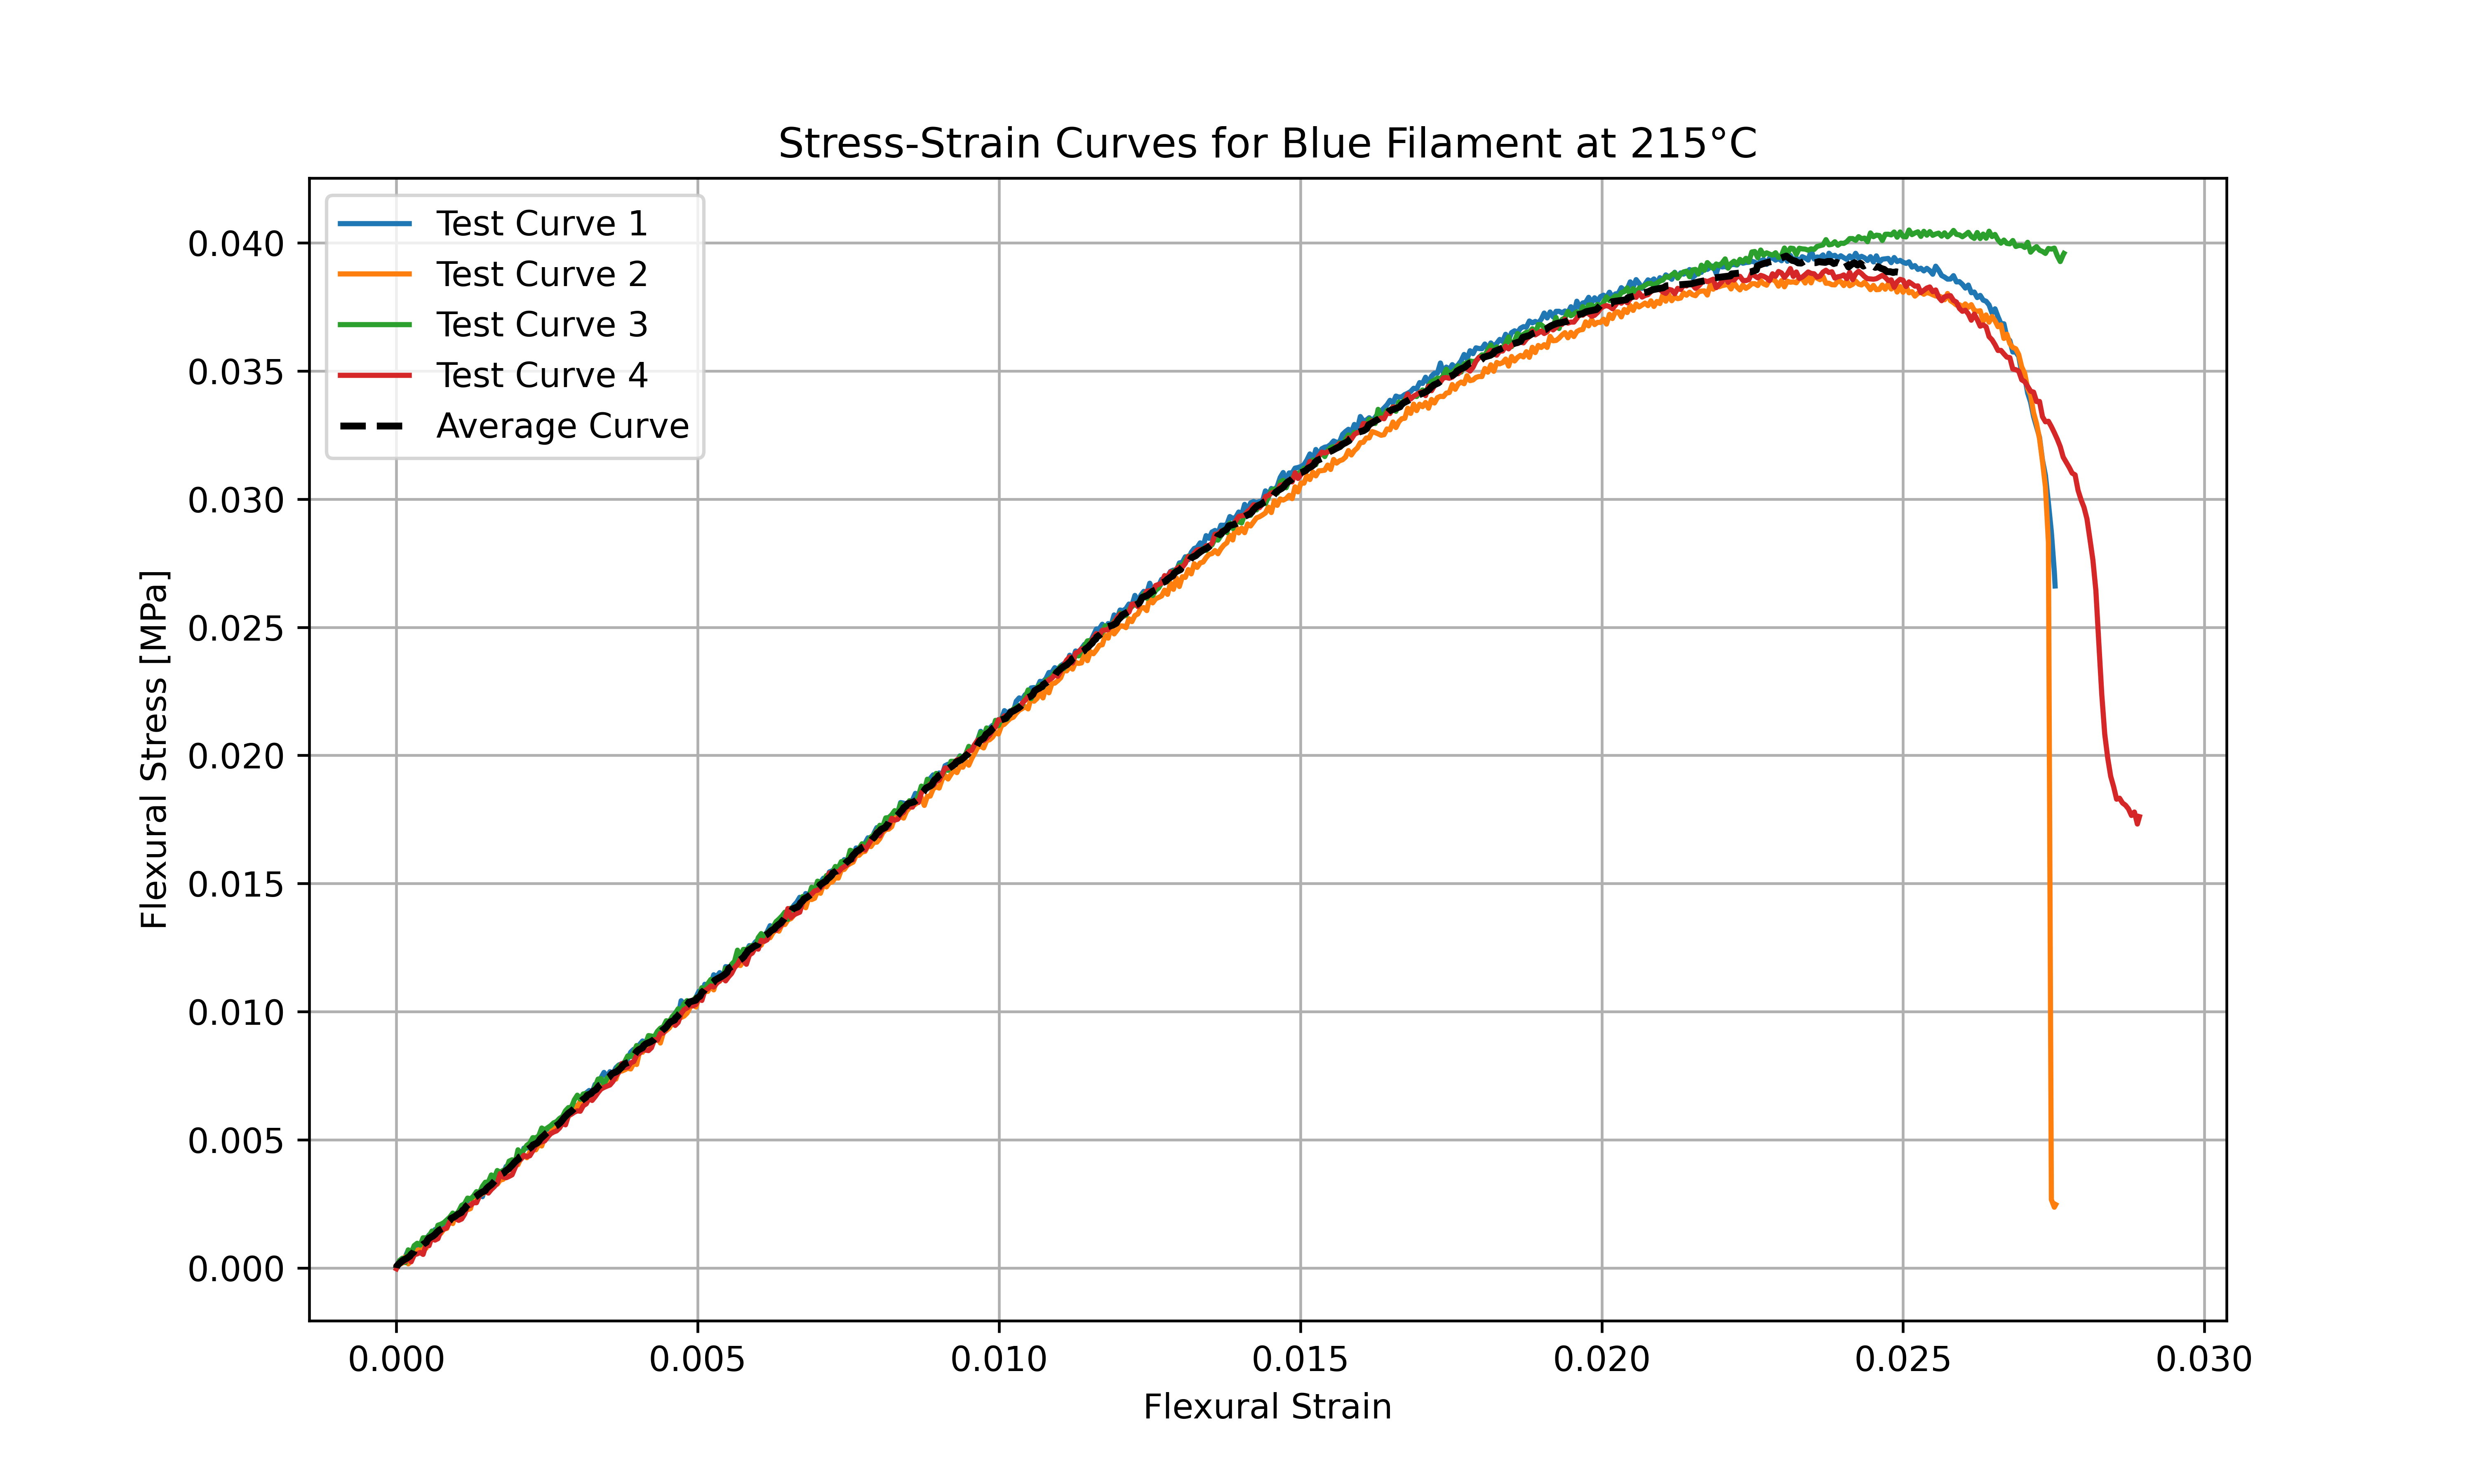 Stress-Strain Curves for Blue Filament at 215°C
Test Curve 1
Test Curve 2
Test Curve 3
Test Curve 4
Average Curve
Flexural Stress [MPa]
0.040
0.035
0.030
0.025
0.020
0.015
0.010
0.005
0.000
0.000 0.005 0.010 0.015 0.020 0.025 0.030
Flexural Strain